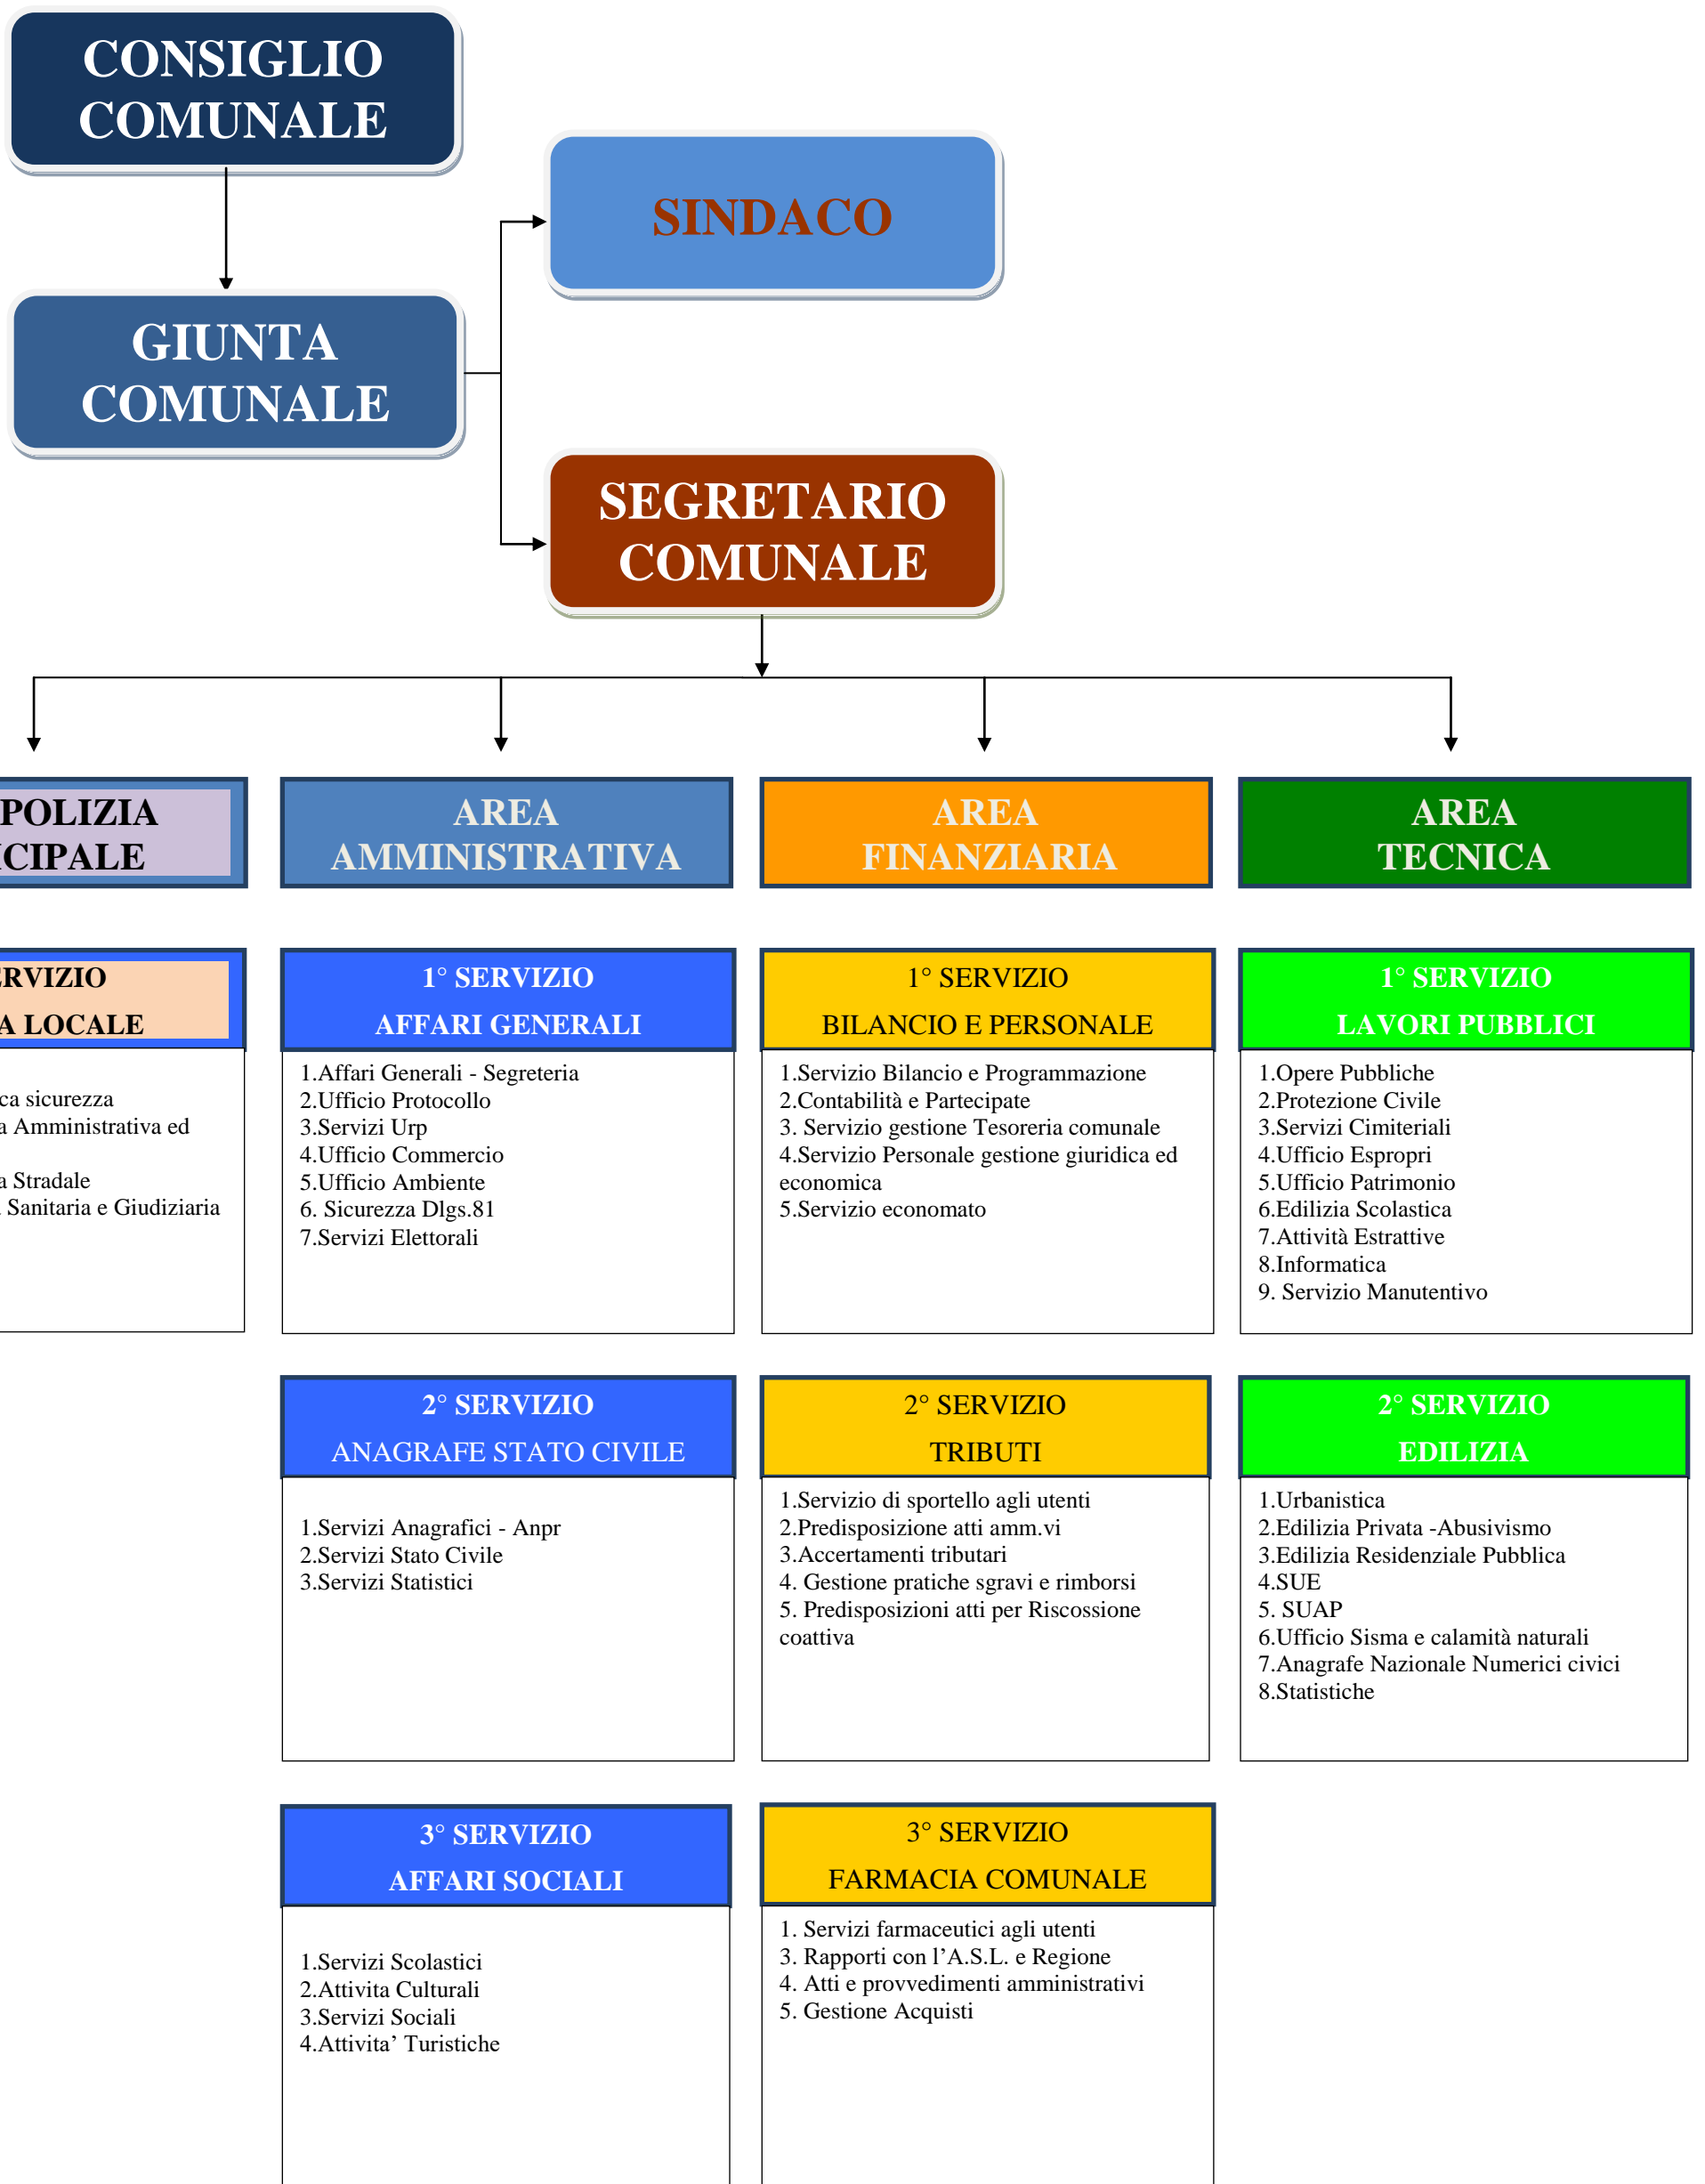 CONSIGLIO
COMUNALE
SINDACO
GIUNTA
COMUNALE
SEGRETARIO
COMUNALE
POLIZIA
AREA
AMMINISTRATIVA
AREA
FINANZIARIA
AREA
TECNICA
LOCALE
sicurezza
Amministrativa ed
Stradale
Sanitaria e Giudiziaria
1° SERVIZIO
AFFARI GENERALI
1.Affari Generali - Segreteria
2.Ufficio Protocollo
3.Servizi Urp
4.Ufficio Commercio
5.Ufficio Ambiente
6. Sicurezza Dlgs.81
7.Servizi Elettorali
1° SERVIZIO
BILANCIO E PERSONALE
1.Servizio Bilancio e Programmazione
2.Contabilità e Partecipate
3. Servizio gestione Tesoreria comunale
4.Servizio Personale gestione giuridica ed
economica
5.Servizio economato
1° SERVIZIO
LAVORI PUBBLICI
1.Opere Pubbliche
2.Protezione Civile
3.Servizi Cimiteriali
4.Ufficio Espropri
5.Ufficio Patrimonio
6.Edilizia Scolastica
7.Attività Estrattive
8.Informatica
9. Servizio Manutentivo
2° SERVIZIO
ANAGRAFE STATO CIVILE
1.Servizi Anagrafici - Anpr
2.Servizi Stato Civile
3.Servizi Statistici
2° SERVIZIO
TRIBUTI
1.Servizio di sportello agli utenti
2.Predisposizione atti amm.vi
3.Accertamenti tributari
4. Gestione pratiche sgravi e rimborsi
5. Predisposizioni atti per Riscossione
coattiva
2° SERVIZIO
EDILIZIA
1.Urbanistica
2.Edilizia Privata -Abusivismo
3.Edilizia Residenziale Pubblica
4.SUE
5. SUAP
6.Ufficio Sisma e calamità naturali
7.Anagrafe Nazionale Numerici civici
8.Statistiche
3° SERVIZIO
AFFARI SOCIALI
1.Servizi Scolastici
2.Attivita Culturali
3.Servizi Sociali
4.Attivita’ Turistiche
3° SERVIZIO
FARMACIA COMUNALE
1. Servizi farmaceutici agli utenti
3. Rapporti con l’A.S.L. e Regione
4. Atti e provvedimenti amministrativi
5. Gestione Acquisti